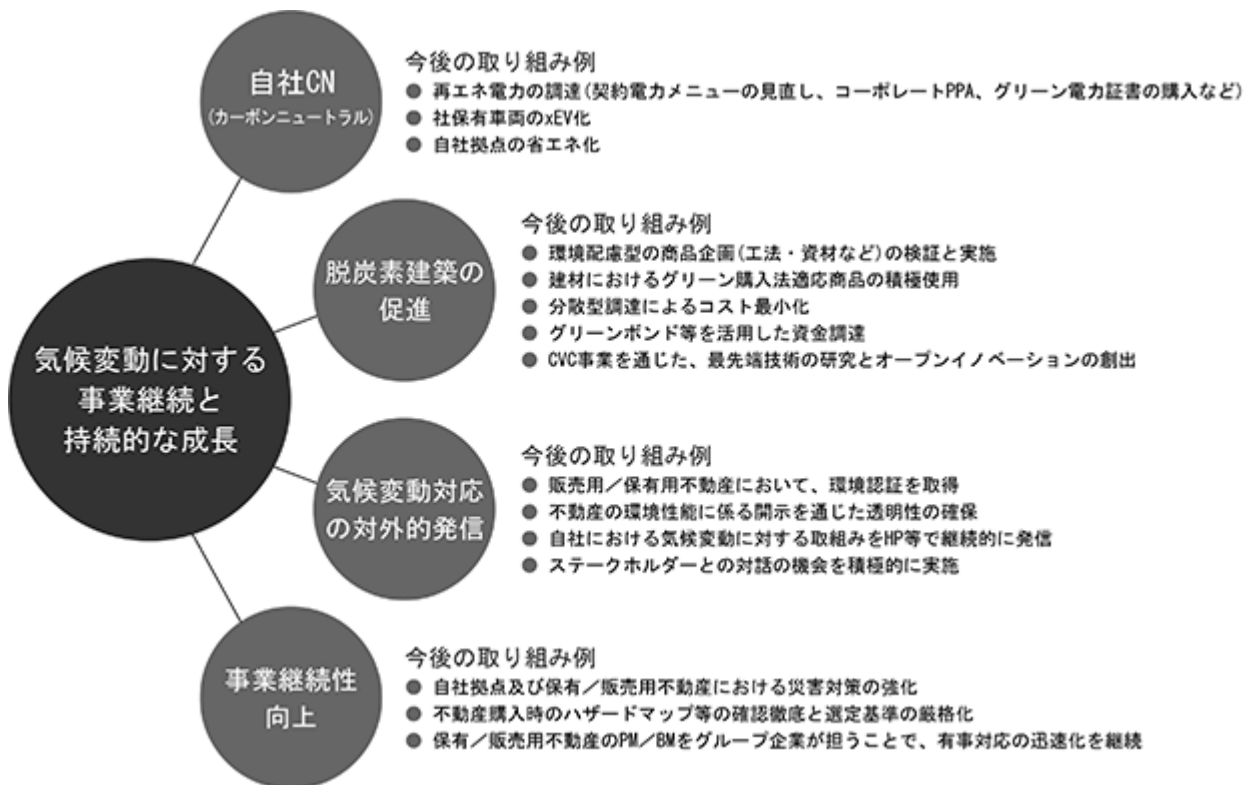 自社CN
(カーボンニュートラル)
今後の取り組み例
● 再エネ電力の調達(契約電力メニューの見直し、コーポレートPPA、グリーン電力証書の購入など)
● 社保有車両のxEV化
● 自社拠点の省エネ化
脱炭素建築の
促進
今後の取り組み例
● 環境配慮型の商品企画(工法・資材など)の検証と実施
● 建材におけるグリーン購入法適応商品の積極使用
● 分散型調達によるコスト最小化
● グリーンボンド等を活用した資金調達
● CVC事業を通じた、最先端技術の研究とオープンイノベーションの創出
気候変動に対する
事業継続と
持続的な成長
気候変動対応
の対外的発信
今後の取り組み例
● 販売用／保有用不動産において、環境認証を取得
● 不動産の環境性能に係る開示を通じた透明性の確保
● 自社における気候変動に対する取組みをHP等で継続的に発信
● ステークホルダーとの対話の機会を積極的に実施
事業継続性
向上
今後の取り組み例
● 自社拠点及び保有／販売用不動産における災害対策の強化
● 不動産購入時のハザードマップ等の確認徹底と選定基準の厳格化
● 保有／販売用不動産のPM／BMをグループ企業が担うことで、有事対応の迅速化を継続